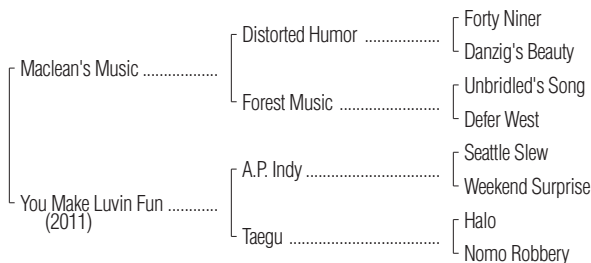 Forty Niner
Distorted Humor ..................
Danzig's Beauty
Maclean's Music ..................
Unbridled's Song
Forest Music ........................
Defer West
Seattle Slew
A.P. Indy ................................
Weekend Surprise
You Make Luvin Fun ............
(2011)
Halo
Taegu ....................................
Nomo Robbery